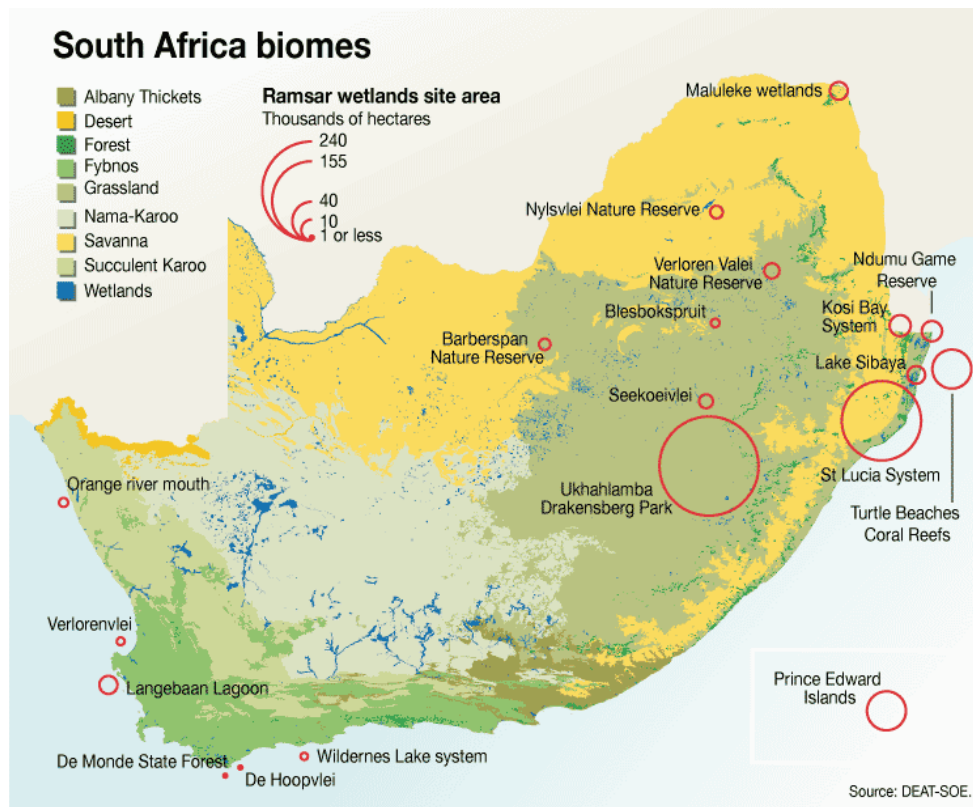 South Africa biomes
Albany Thickets
Desert
Forest
Fybnos
Grassland
Nama-Karoo
Savanna
Succulent Karoo
Wetlands
Ramsar wetlands site area
Thousands of hectares
240
155
40
10
1 or less
Maluleke wetlands
Nylsvlei Nature Reserve
Verloren Valei
Nature Reserve
Ndumu Game
Reserve
Blesbokspruit
Kosi Bay
System
Barberspan
Nature Reserve
Lake Sibaya
Seekoeivlei
Ukhahlamba
Drakensberg Park
St Lucia System
Turtle Beaches
Coral Reefs
Orange river mouth
Verlorenvlei
Langebaan Lagoon
Prince Edward
Islands
De Monde State Forest
Wildernes Lake system
De Hoopvlei
Source: DEAT-SOE.